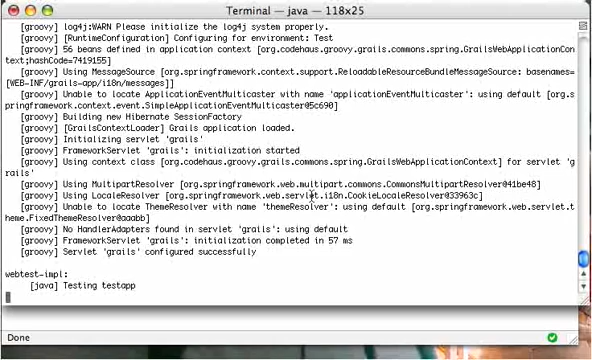 Terminal — java — 118x25
[groovy] log4j:WARN Please initialize the log4j system properly.
[groovy] [RuntimeConfiguration] Configuring for environment: Test
[groovy] 56 beans defined in application context [org.codehaus.groovy.grails.commons.spring.GrailsWebApplicationCon
text;hashCode=7419155]
[groovy] Using MessageSource [org.springframework.context.support.ReloadableResourceBundleMessageSource: basenames=
[WEB-INF/grails-app/i18n/messages]]
[groovy] Unable to locate ApplicationEventMulticaster with name 'applicationEventMulticaster': using default [org.s
pringframework.context.event.SimpleApplicationEventMulticaster@5c690]
[groovy] Building new Hibernate SessionFactory
[groovy] [GrailsContextLoader] Grails application loaded.
[groovy] Initializing servlet 'grails'
[groovy] FrameworkServlet 'grails': initialization started
[groovy] Using context class [org.codehaus.groovy.grails.commons.spring.GrailsWebApplicationContext] for servlet 'g
rails'
[groovy] Using MultipartResolver [org.springframework.web.multipart.commons.CommonsMultipartResolver@41be48]
[groovy] Using LocaleResolver [org.springframework.web.servlet.i18n.CookieLocaleResolver@33963c]
[groovy] Unable to locate ThemeResolver with name 'themeResolver': using default [org.springframework.web.servlet.t
heme.FixedThemeResolver@aaabb]
[groovy] No HandlerAdapters found in servlet 'grails': using default
[groovy] FrameworkServlet 'grails': initialization completed in 57 ms
[groovy] Servlet 'grails' configured successfully
webtest-impl:
[java] Testing testapp
Done